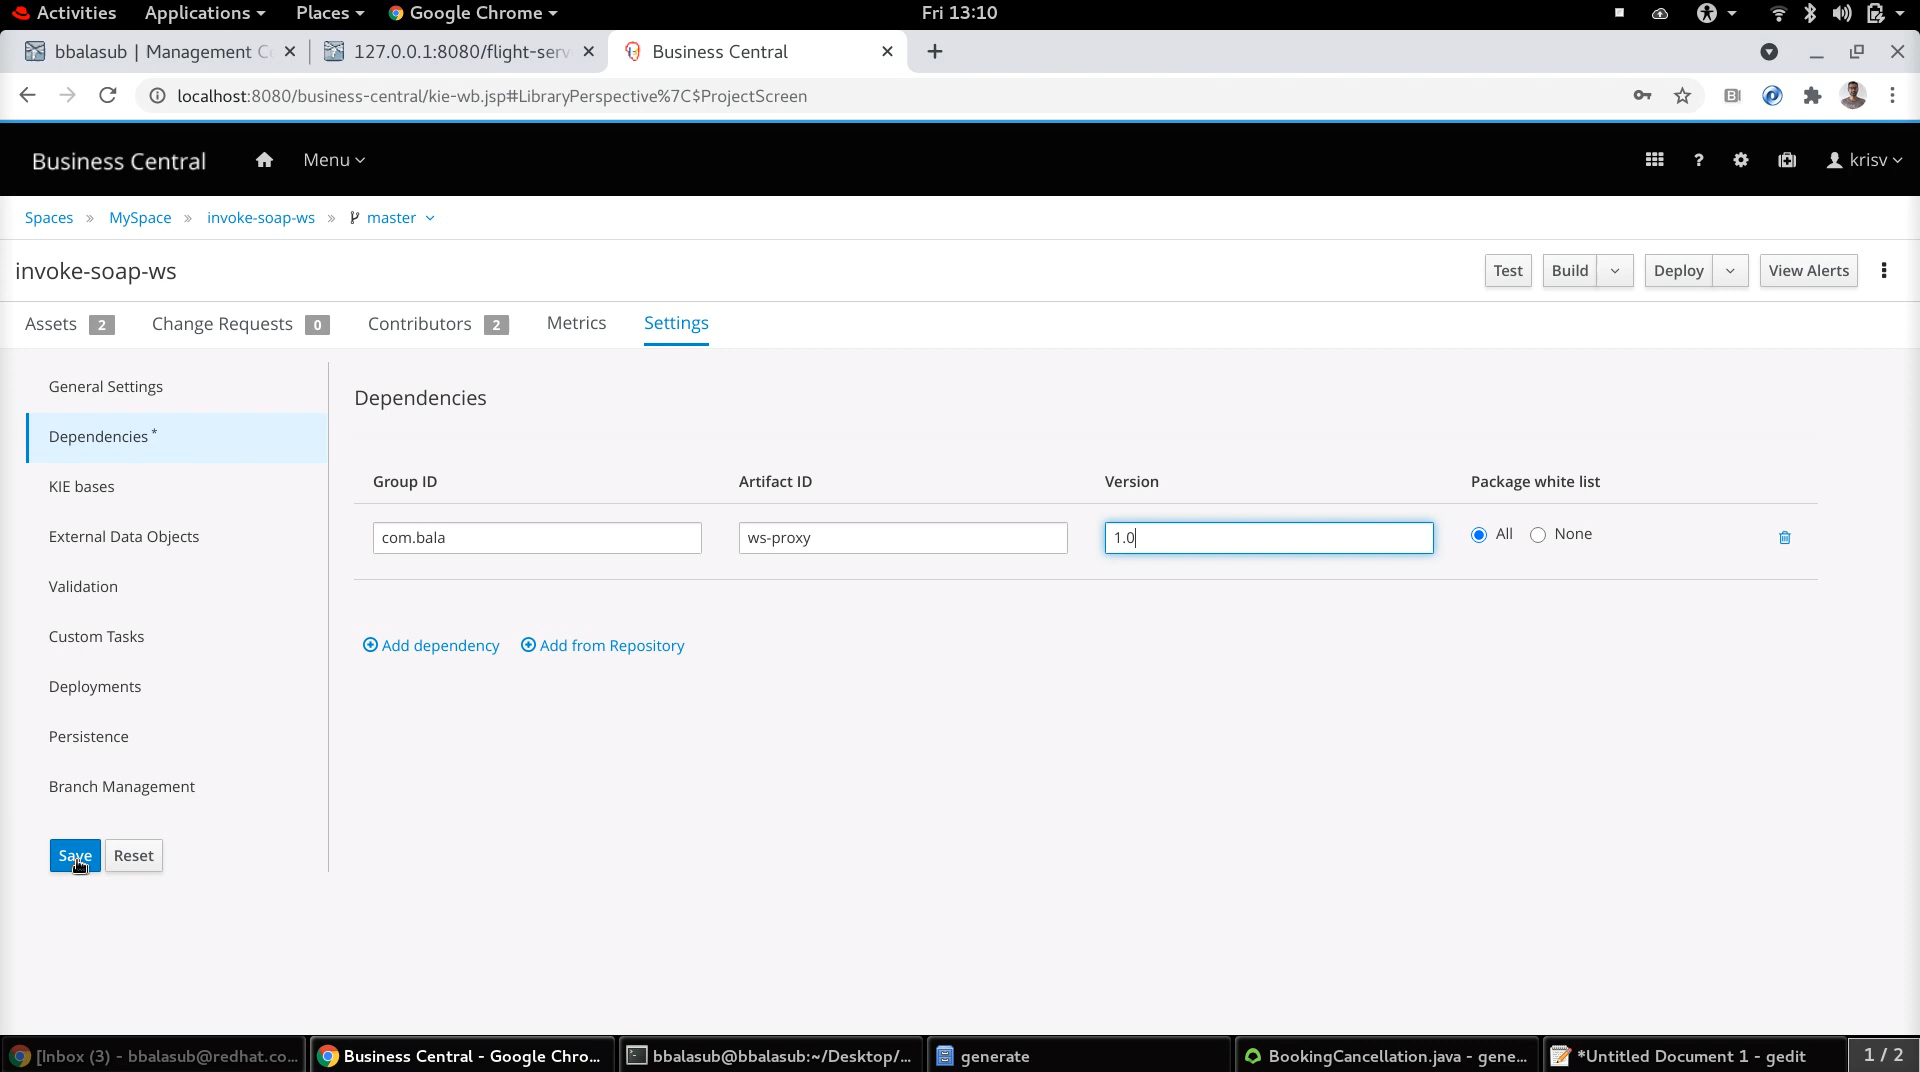 Activities Applications Places Google Chrome Fri 13:10
bbalasub | Management C 127.0.0.1:8080/flight-serv Business Central
localhost:8080/business-central/kie-wb.jsp#LibraryPerspective%7C$ProjectScreen
Business Central Menu ? krisv
Spaces » MySpace » invoke-soap-ws » master
invoke-soap-ws Test Build Deploy View Alerts
Assets 2 Change Requests 0 Contributors 2 Metrics Settings
General Settings
Dependencies *
KIE bases
External Data Objects
Validation
Custom Tasks
Deployments
Persistence
Branch Management
Save Reset
Dependencies
Group ID Artifact ID Version Package white list
com.bala ws-proxy 1.0 All None
Add dependency Add from Repository
[Inbox (3) - bbalasub@redhat.co... Business Central - Google Chro... bbalasub@bbalasub:~/Desktop/... generate BookingCancellation.java - gene... *Untitled Document 1 - gedit 1 / 2